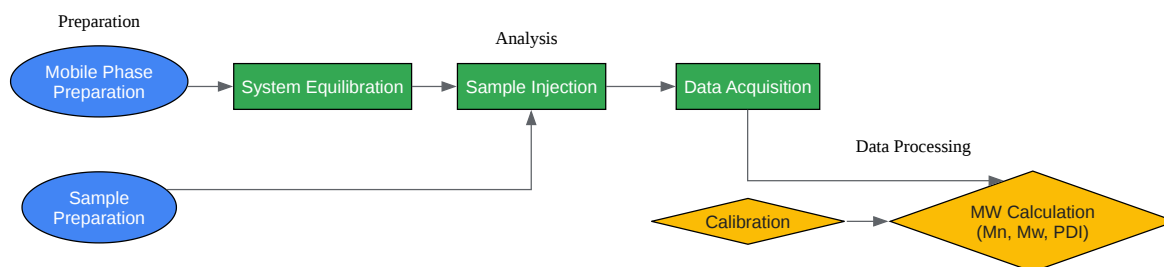 Preparation
Mobile Phase
Preparation
System Equilibration
Analysis
Sample Injection
Data Acquisition
Sample
Preparation
Data Processing
Calibration
MW Calculation
(Mn, Mw, PDI)